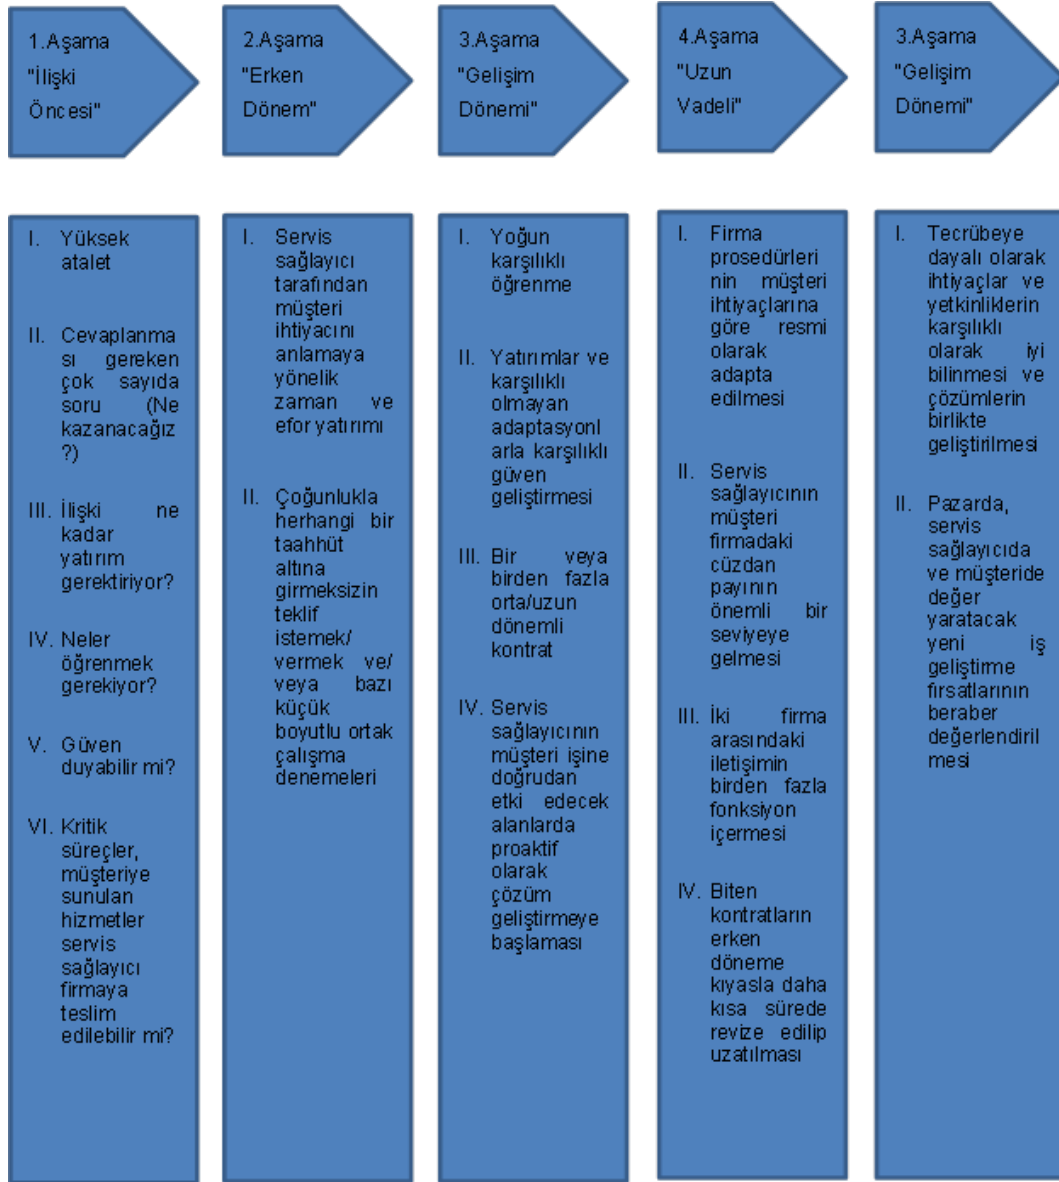 1.Aşama
"İlişki
Öncesi"
2.Aşama
"Erken
Dönem"
3.Aşama
"Gelişim
Dönemi"
4.Aşama
"Uzun
Vadeli"
3.Aşama
"Gelişim
Dönemi"
I. Yüksek
atalet
II. Cevaplanma
sı gereken
çok sayıda
soru (Ne
kazanacağız
?)
III. İlişki ne
kadar
yatırım
gerektiriyor?
IV. Neler
öğrenmek
gerekiyor?
V. Güven
duyabilir mi?
VI. Kritik
süreçler,
müşteriye
sunulan
hizmetler
servis
sağlayıcı
firmaya
teslim
edilebilir mi?
I. Servis
sağlayıcı
tarafından
müşteri
ihtiyacını
anlamaya
yönelik
zaman ve
efor yatırımı
II. Çoğunlukla
herhangi bir
taahhüt
altına
girmeksizin
teklif
istemek/
vermek ve/
veya bazı
küçük
boyutlu ortak
çalışma
denemeleri
I. Yoğun
karşılıklı
öğrenme
II. Yatırımlar ve
karşılıklı
olmayan
adaptasyonl
arla karşılıklı
güven
geliştirmesi
III. Bir veya
birden fazla
orta/uzun
dönemli
kontrat
IV. Servis
sağlayıcının
müşteri işine
doğrudan
etki edecek
alanlarda
proaktif
olarak
çözüm
geliştirmeye
başlaması
I. Firma
prosedürleri
nin müşteri
ihtiyaçlarına
göre resmi
olarak
adapta
edilmesi
II. Servis
sağlayıcının
müşteri
firmadaki
cüzdan
payının
önemli bir
seviyeye
gelmesi
III. İki firma
arasındaki
iletişimin
birden fazla
fonksiyon
içermesi
IV. Biten
kontratların
erken
döneme
kıyasla daha
kısa sürede
revize edilip
uzatılması
I. Tecrübeye
dayalı olarak
ihtiyaçlar ve
yetkinliklerin
karşılıklı
olarak iyi
bilinmesi ve
çözümlerin
birlikte
geliştirilmesi
II. Pazarda,
servis
sağlayıcıda
ve müşteride
değer
yaratacak
yeni iş
geliştirme
fırsatlarının
beraber
değerlendiril
mesi